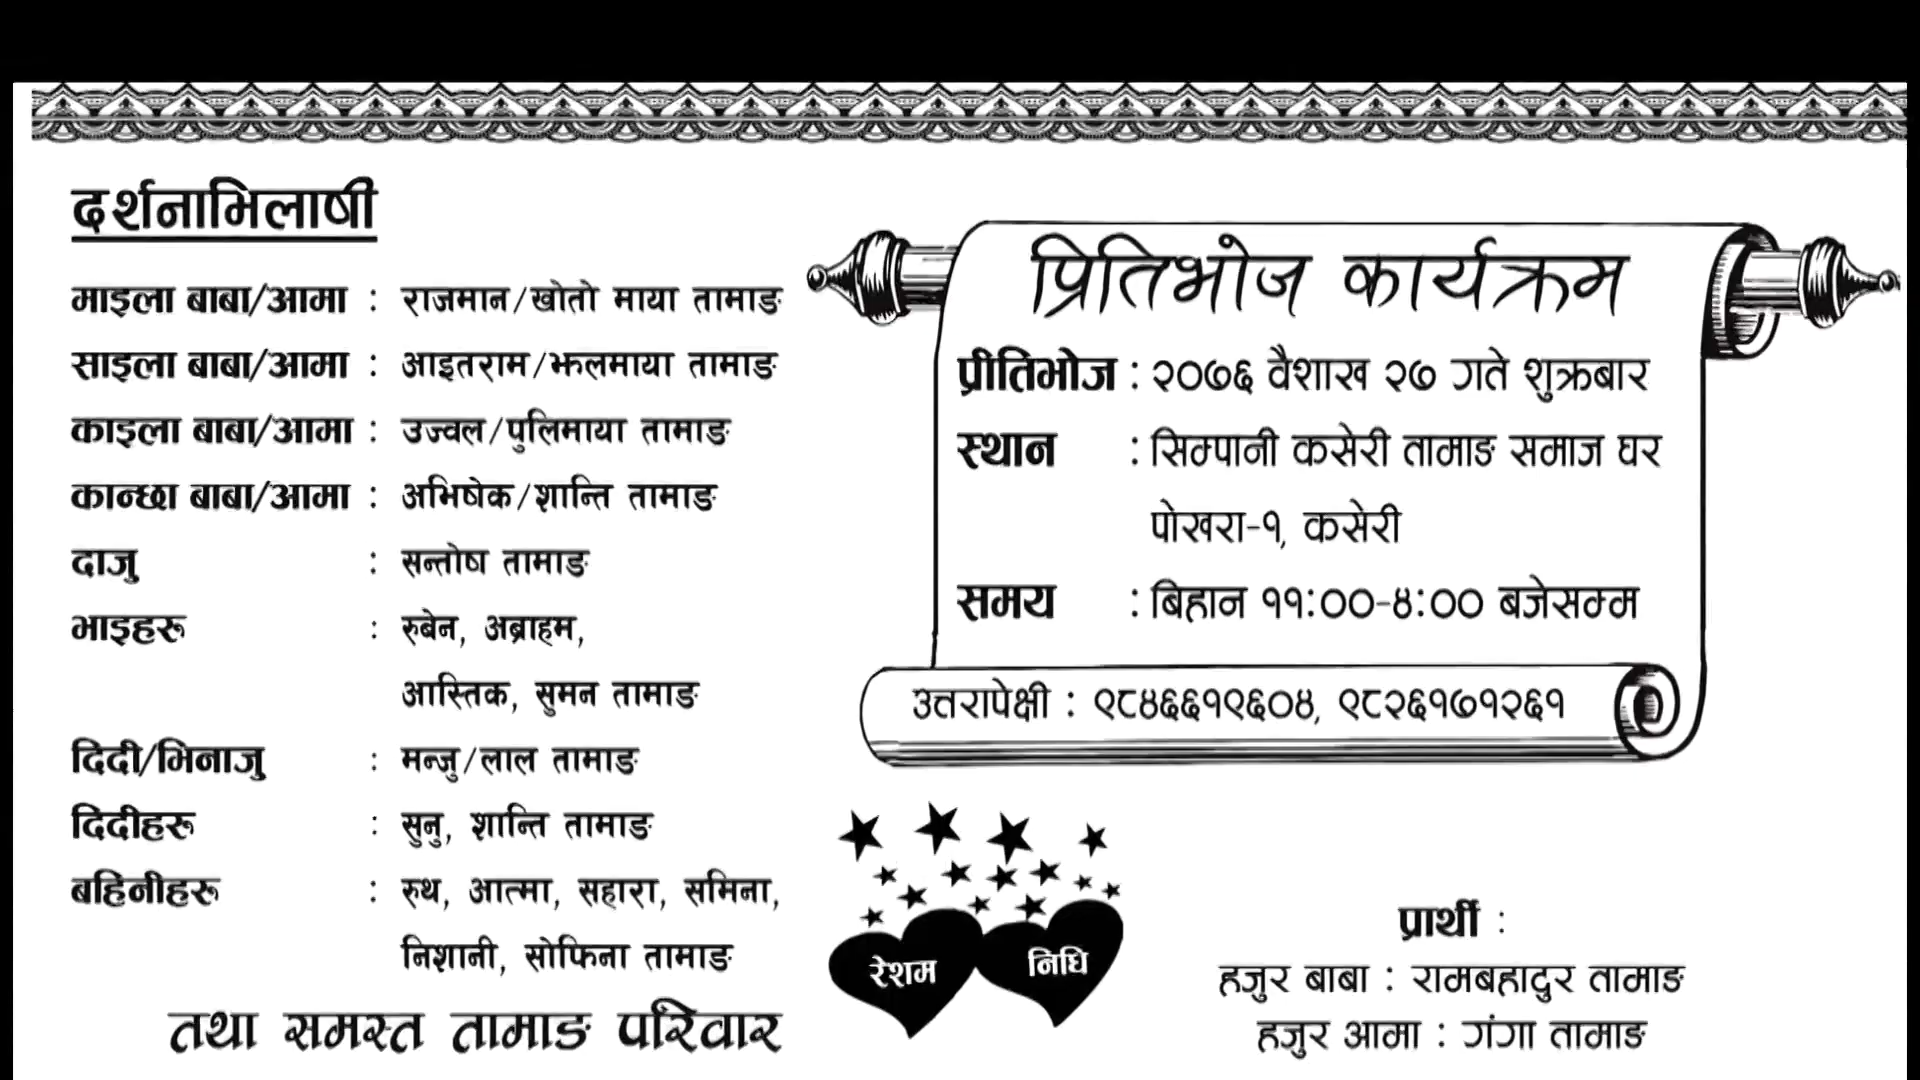 दर्शनाभिलाषी
माइला बाबा/आमा : राजमान/खोतो माया तामाङ
साइला बाबा/आमा : आइतराम/झलमाया तामाङ
काइला बाबा/आमा : उज्वल/पुलिमाया तामाङ
कान्छा बाबा/आमा : अभिषेक/शान्ति तामाङ
दाजु : सन्तोष तामाङ
भाइहरू : रुबेन, अब्राहम,
आस्तिक, सुमन तामाङ
दिदी/भिनाजु : मन्जु/लाल तामाङ
दिदीहरू : सुनु, शान्ति तामाङ
बहिनीहरू : रुथ, आत्मा, सहारा, समिना,
निशानी, सोफिना तामाङ
तथा समस्त तामाङ परिवार
प्रितिभोज कार्यक्रम
प्रीतिभोज : २०७६ वैशाख २७ गते शुक्रबार
स्थान : सिम्पानी कसेरी तामाङ समाज घर
पोखरा-१, कसेरी
समय : बिहान ११:००-४:०० बजेसम्म
उत्तरापेक्षी : ९८४६६१९६०४, ९८२६१७१२६१
रेशम
निधि
प्रार्थी :
हजुर बाबा : रामबहादुर तामाङ
हजुर आमा : गंगा तामाङ